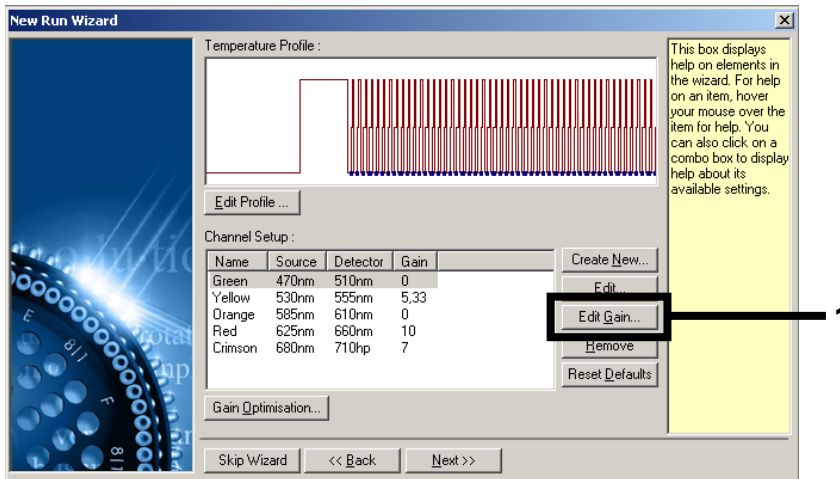 New Run Wizard
Temperature Profile :
Edit Profile ...
Channel Setup :
Name Source Detector Gain
Green 470nm 510nm 0
Yellow 530nm 555nm 5,33
Orange 585nm 610nm 0
Red 625nm 660nm 10
Crimson 680nm 710hp 7
Create New...
Edit...
Edit Gain...
Remove
Reset Defaults
Gain Optimisation...
Skip Wizard
<< Back
Next >>
This box displays
help on elements in
the wizard. For help
on an item, hover
your mouse over the
item for help. You
can also click on a
combo box to display
help about its
available settings.